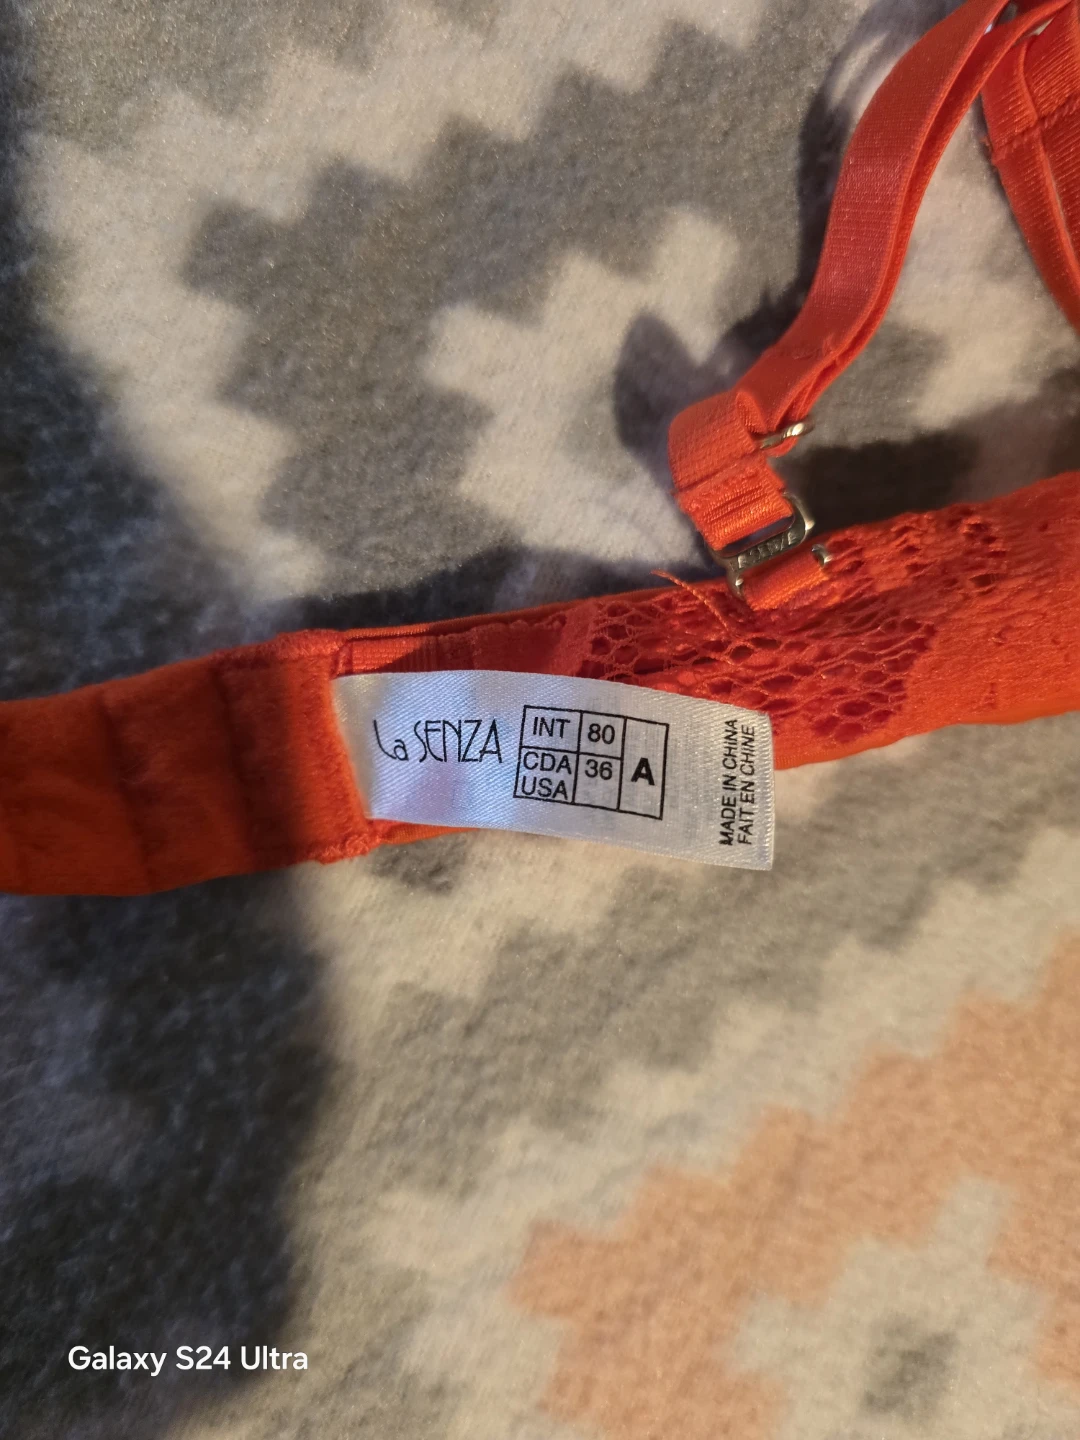 La SENZA
INT 80
CDA 36 A
USA
MADE IN CHINA
FAIT EN CHINE
Galaxy S24 Ultra